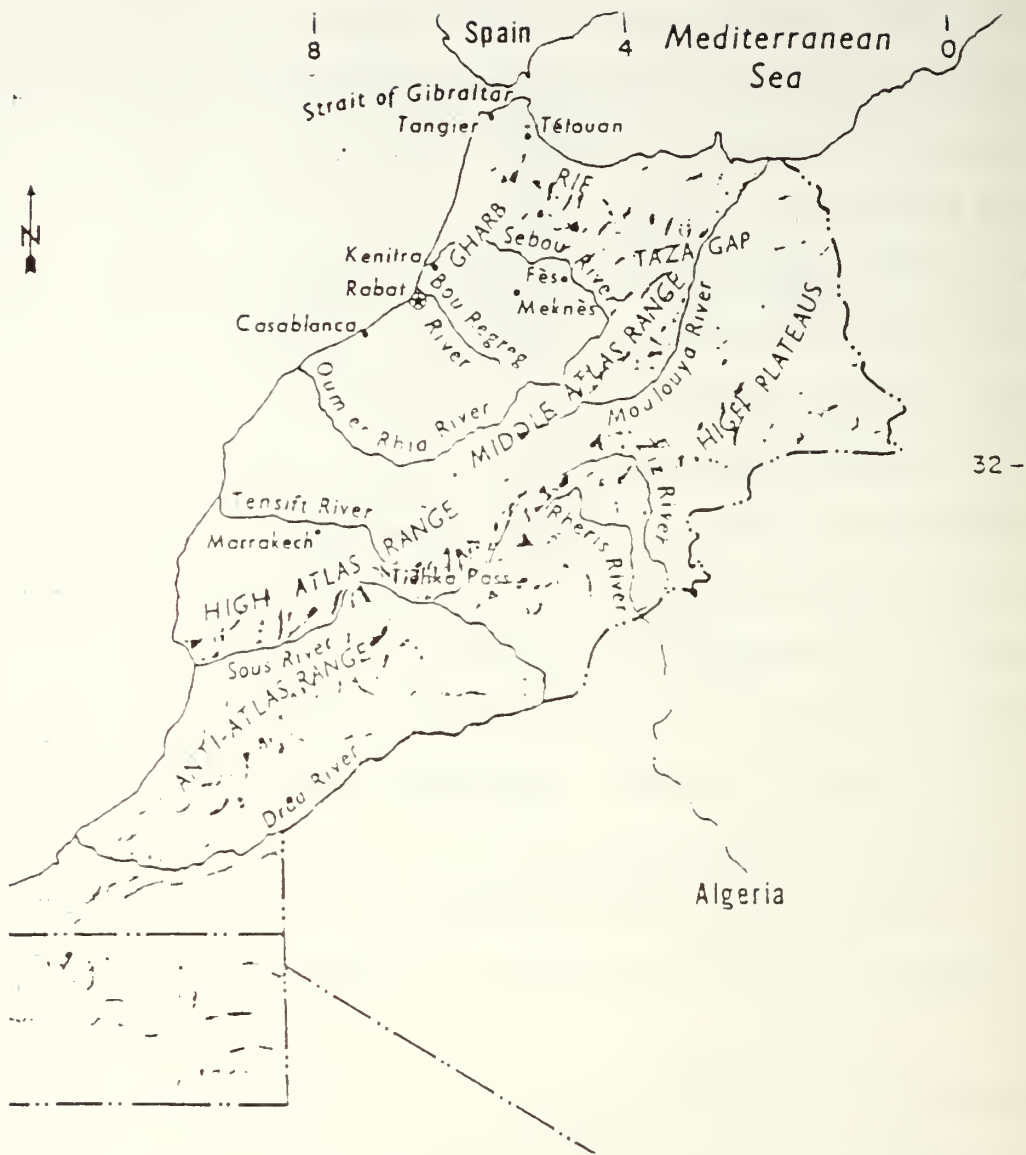 8
Spain
4
Mediterranean
Sea
0
Strait of Gibraltar
Tangier
Tétouan
N
RIF
GHARB
Sebou River
TAZA GAP
Kenitra
Fès
Rabat
Bou Regreg
River
Meknès
Casablanca
MIDDLE ATLAS RANGE
Moulouya River
HIGH PLATEAUS
Oum er Rbia River
32 -
Ziz River
Tensift River
Rheris River
Marrakech
HIGH ATLAS RANGE
Tichka Pass
Sous River
ANTI-ATLAS RANGE
Draa River
Algeria